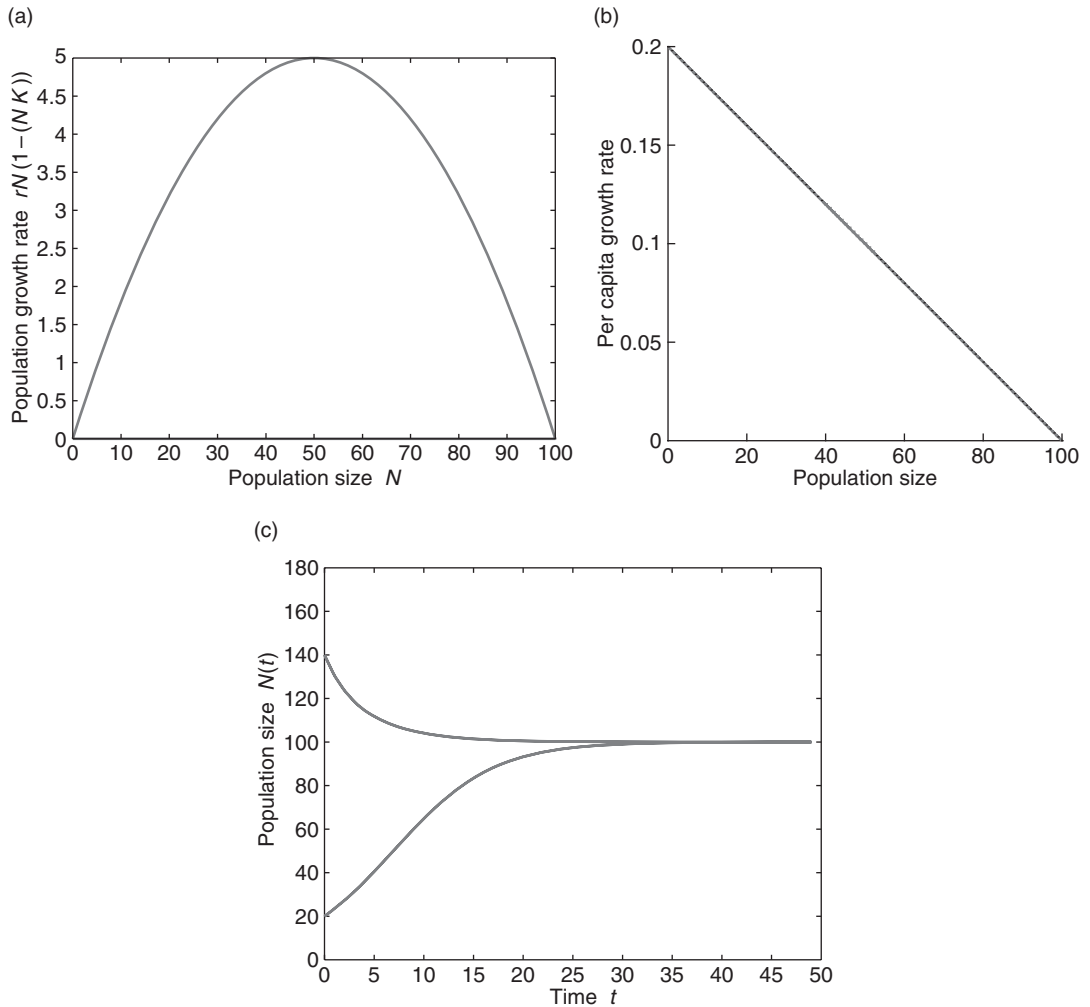 (a)
Population growth rate rN (1 − (N K))
5
4.5
4
3.5
3
2.5
2
1.5
1
0.5
0
0 10 20 30 40 50 60 70 80 90 100
Population size N
(b)
Per capita growth rate
0.2
0.15
0.1
0.05
0
0 20 40 60 80 100
Population size
(c)
Population size N(t)
180
160
140
120
100
80
60
40
20
0
0 5 10 15 20 25 30 35 40 45 50
Time t